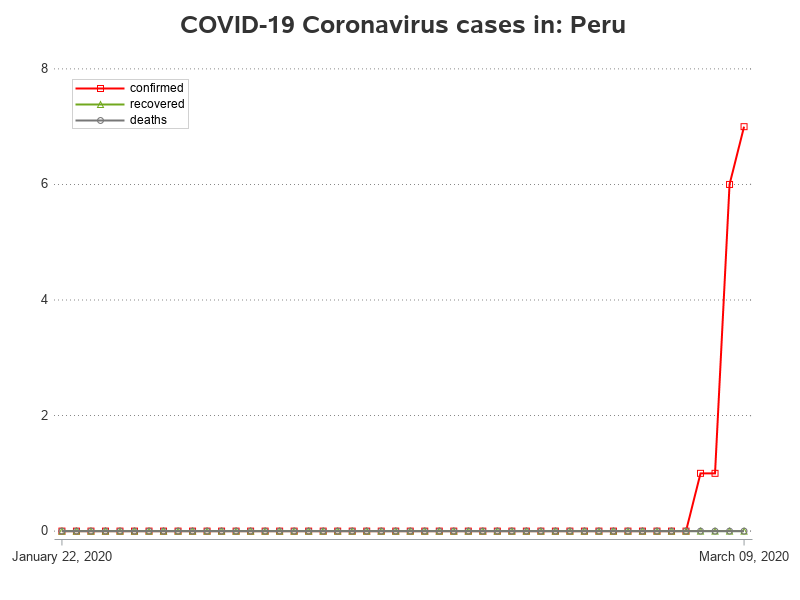 COVID-19 Coronavirus cases in: Peru
8
confirmed
recovered
deaths
6
4
2
0
January 22, 2020
March 09, 2020